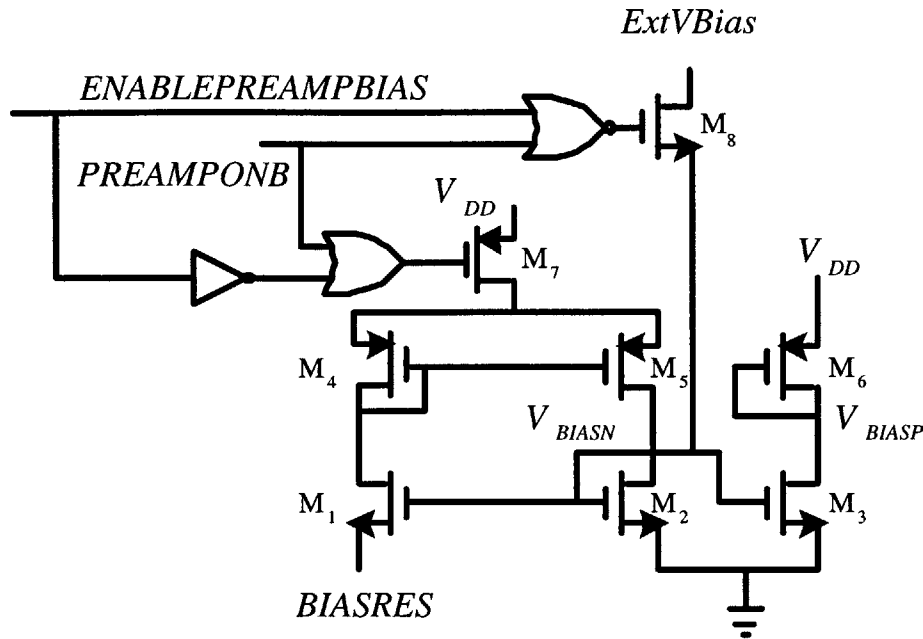 ExtVBias
ENABLEPREAMPBIAS
M8
PREAMPONB
VDD
M7
VDD
M4
M5
M6
VBIASN
VBIASP
M1
M2
M3
BIASRES